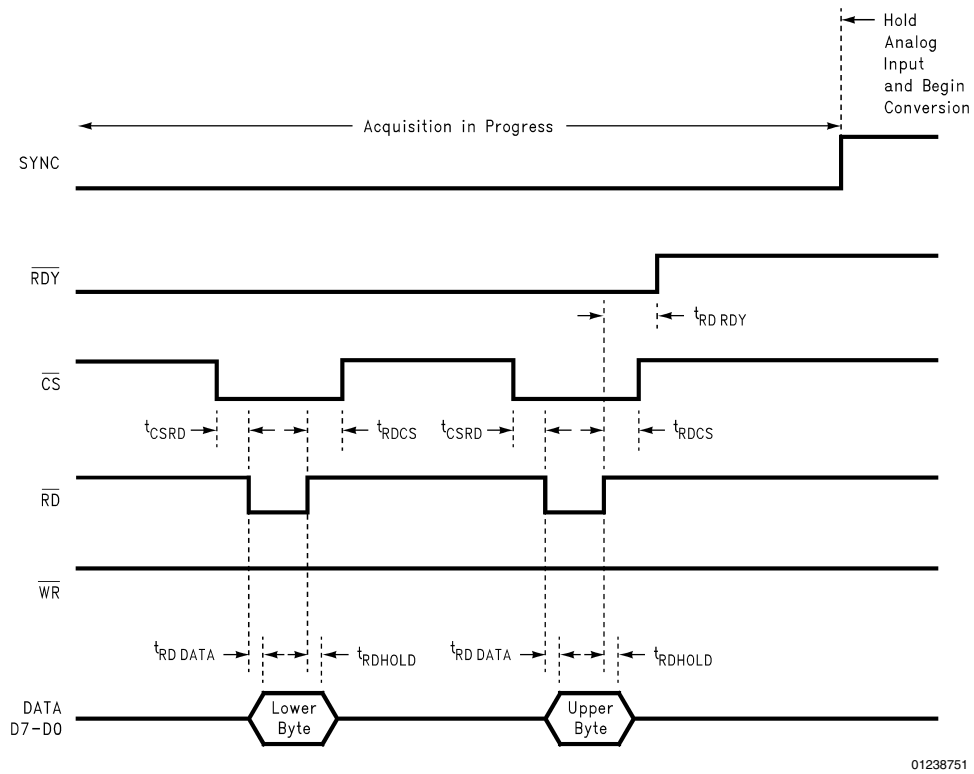 Hold
Analog
Input
and Begin
Conversion
Acquisition in Progress
SYNC
RDY
tRD RDY
CS
tCSRD
tRDCS
tCSRD
tRDCS
RD
WR
tRD DATA
tRDHOLD
tRD DATA
tRDHOLD
DATA
D7-D0
Lower
Byte
Upper
Byte
01238751